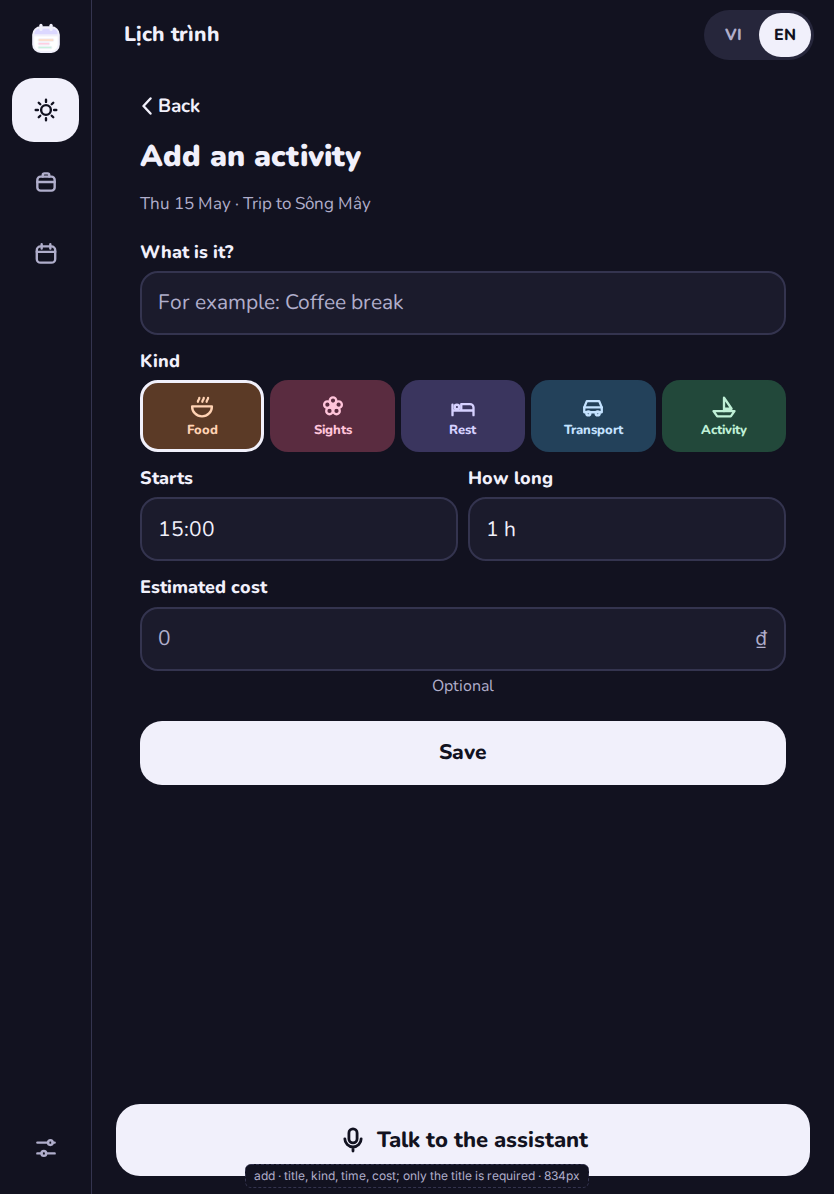 Lịch trình
VI
EN
Back
Add an activity
Thu 15 May · Trip to Sông Mây
What is it?
For example: Coffee break
Kind
Food
Sights
Rest
Transport
Activity
Starts
How long
15:00
1 h
Estimated cost
0
₫
Optional
Save
Talk to the assistant
add · title, kind, time, cost; only the title is required · 834px